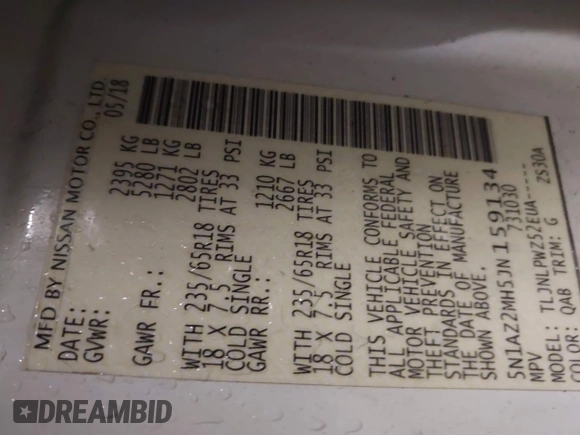 MFD BY NISSAN MOTOR CO., LTD.
DATE: 05/18
GVWR: 2395 KG
5280 LB
GAWR FR.: 1271 KG
2802 LB
WITH 235/65R18 TIRES
18 X 7.5 RIMS AT 33 PSI
COLD SINGLE
GAWR RR.: 1210 KG
2667 LB
WITH 235/65R18 TIRES
18 X 7.5 RIMS AT 33 PSI
COLD SINGLE
THIS VEHICLE CONFORMS TO
ALL APPLICABLE FEDERAL
MOTOR VEHICLE SAFETY AND
THEFT PREVENTION
STANDARDS IN EFFECT ON
THE DATE OF MANUFACTURE
SHOWN ABOVE.
5N1AZ2MH5JN159134
MPV 731030
MODEL: TLJNLPWZ52EUA-----
COLOR: QAB TRIM: G ZS30A
DREAMBID